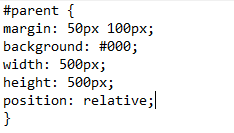 #parent {
margin: 50px 100px;
background: #000;
width: 500px;
height: 500px;
position: relative;
}